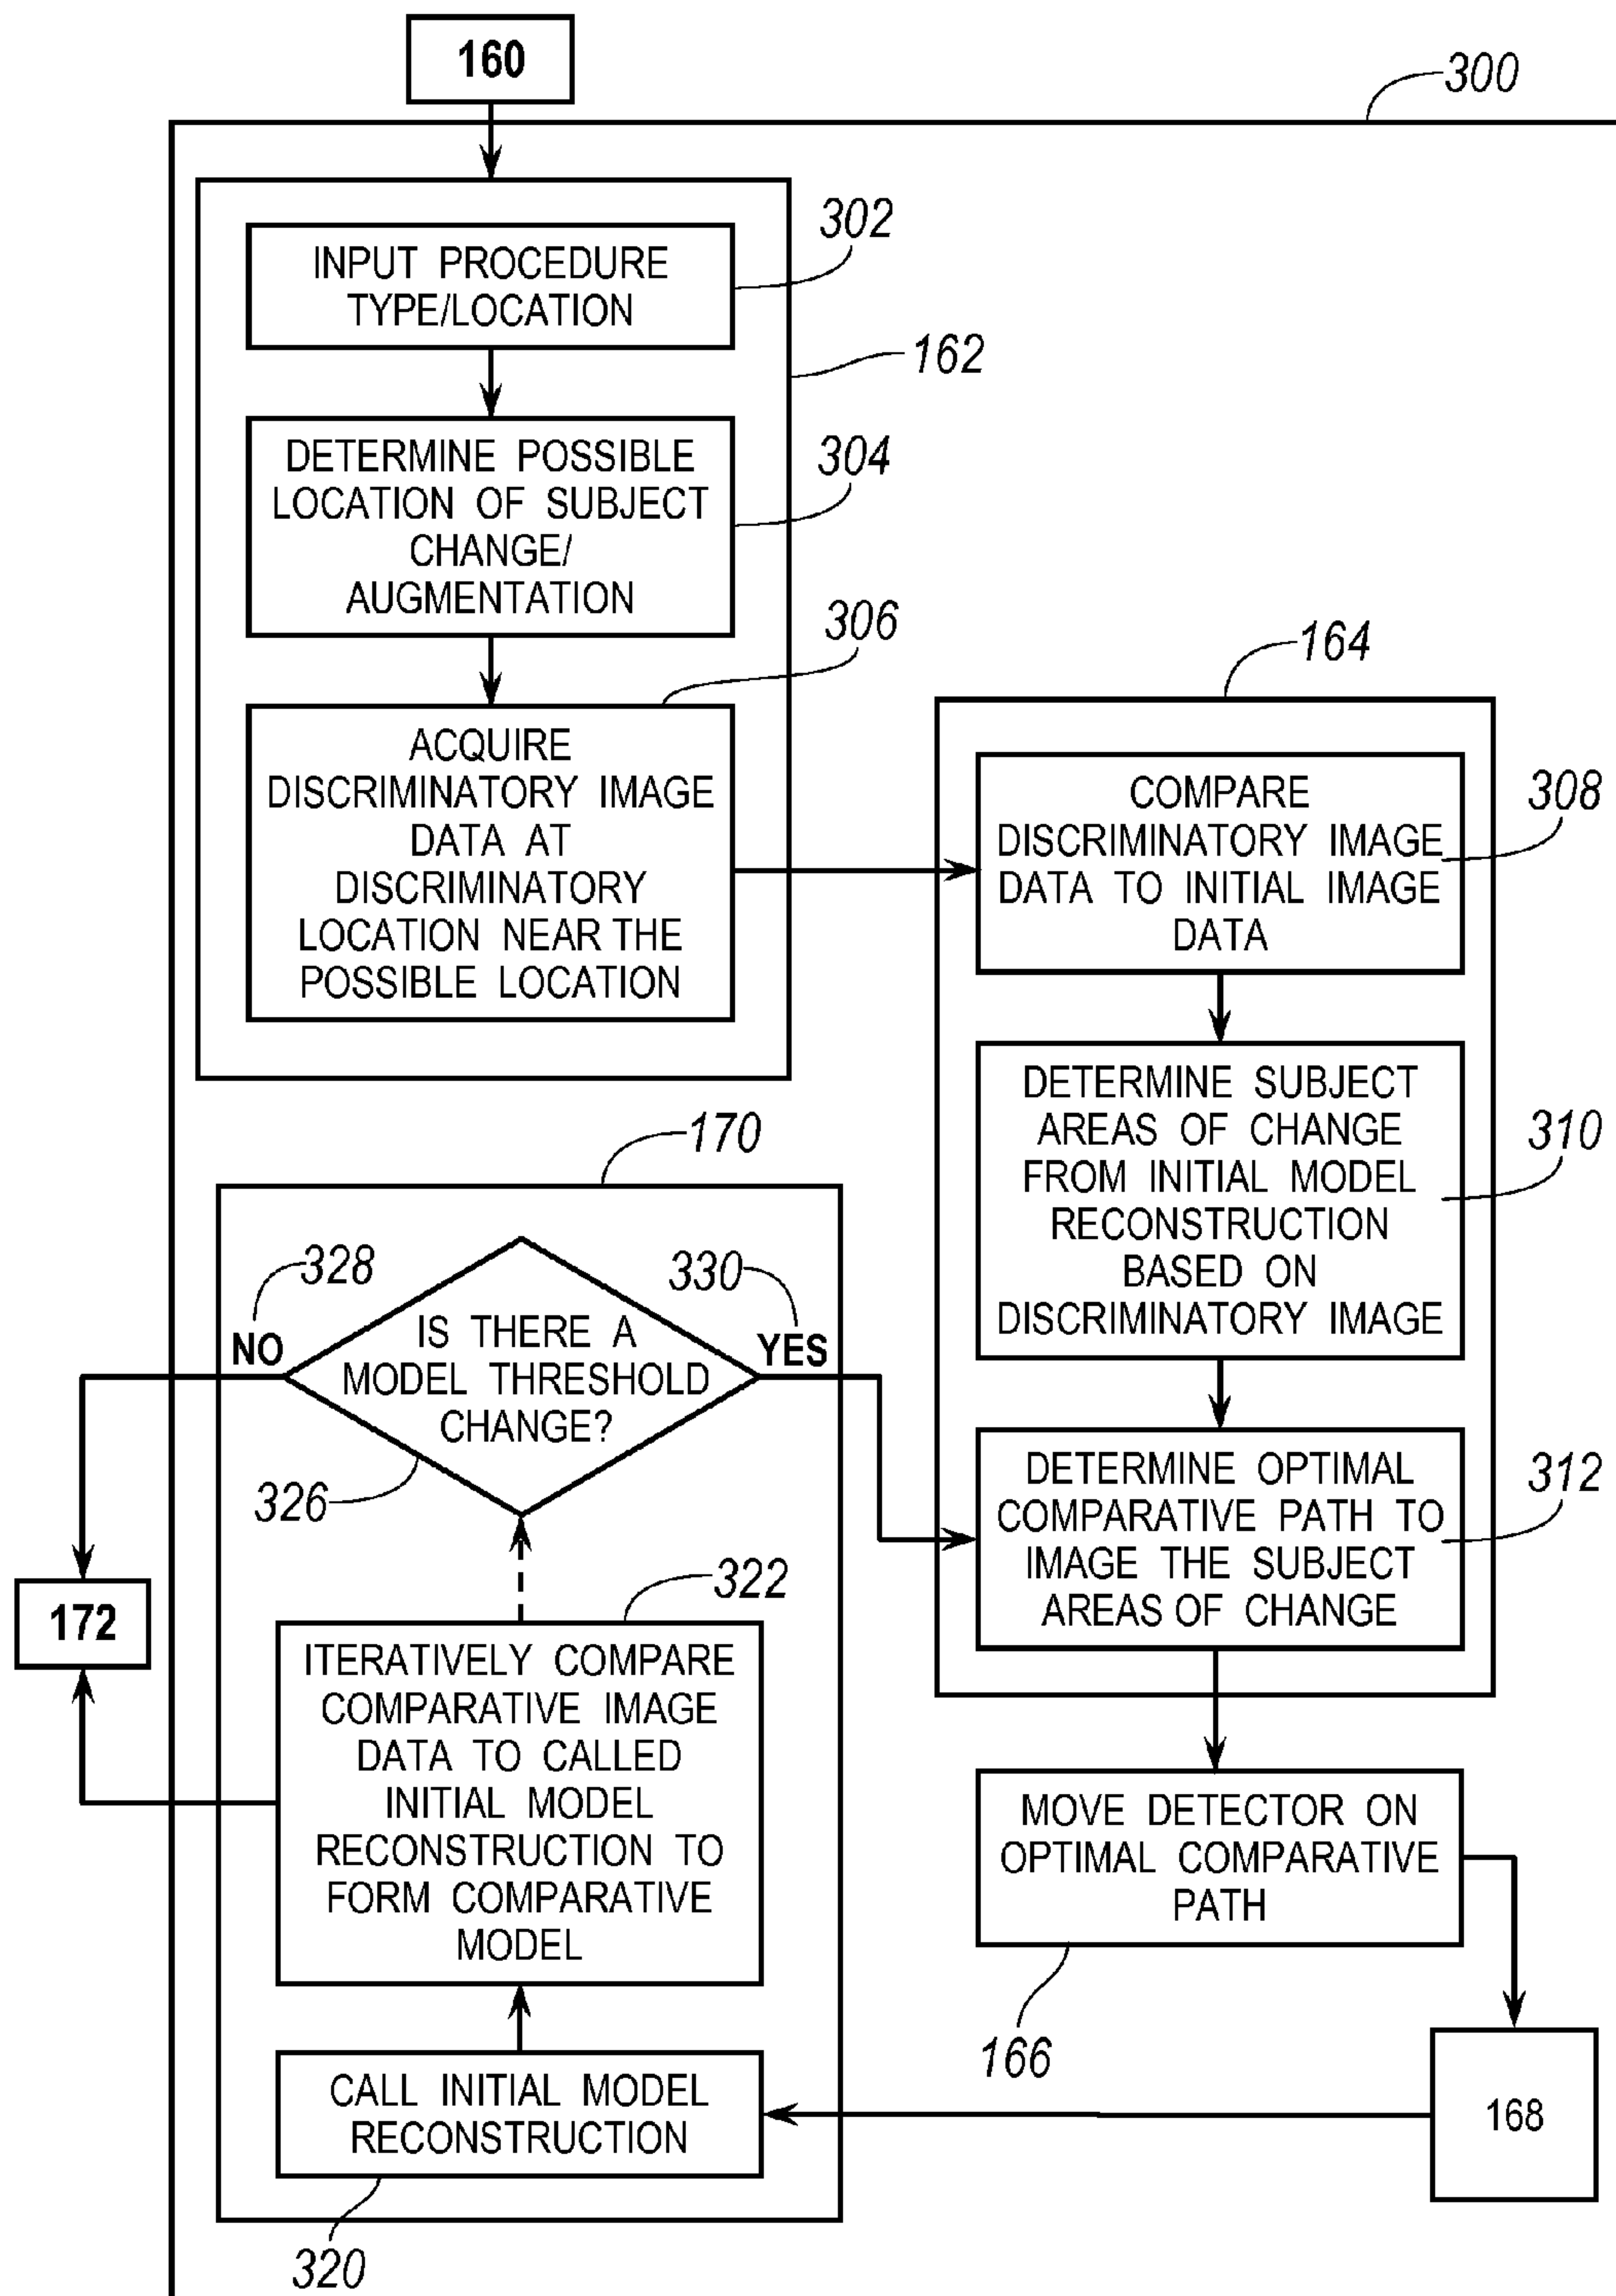 160
300
302
INPUT PROCEDURE
TYPE/LOCATION
162
DETERMINE POSSIBLE
LOCATION OF SUBJECT
CHANGE/
AUGMENTATION
304
306
ACQUIRE
DISCRIMINATORY IMAGE
DATA AT
DISCRIMINATORY
LOCATION NEAR THE
POSSIBLE LOCATION
164
COMPARE
DISCRIMINATORY IMAGE
DATA TO INITIAL IMAGE
DATA
308
DETERMINE SUBJECT
AREAS OF CHANGE
FROM INITIAL MODEL
RECONSTRUCTION
BASED ON
DISCRIMINATORY IMAGE
310
DETERMINE OPTIMAL
COMPARATIVE PATH TO
IMAGE THE SUBJECT
AREAS OF CHANGE
312
MOVE DETECTOR ON
OPTIMAL COMPARATIVE
PATH
166
168
170
328
NO
330
YES
IS THERE A
MODEL THRESHOLD
CHANGE?
326
172
322
ITERATIVELY COMPARE
COMPARATIVE IMAGE
DATA TO CALLED
INITIAL MODEL
RECONSTRUCTION TO
FORM COMPARATIVE
MODEL
CALL INITIAL MODEL
RECONSTRUCTION
320